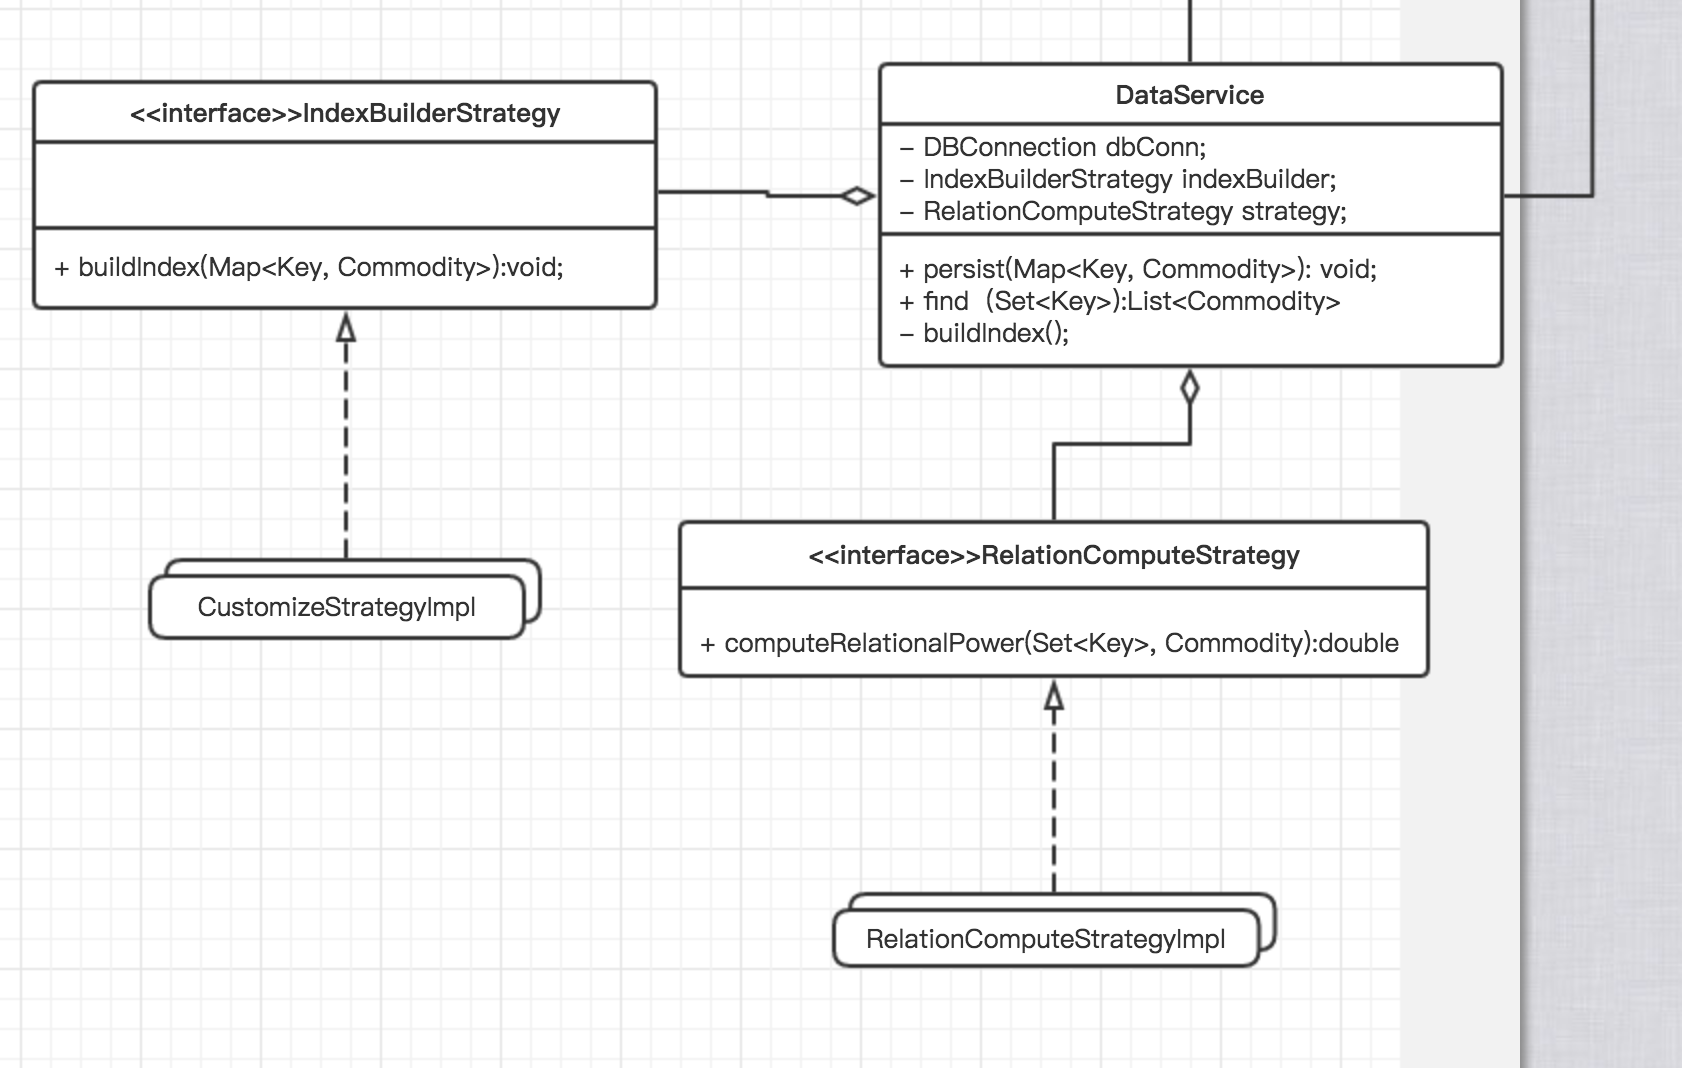 <<interface>>IndexBuilderStrategy
+ buildIndex(Map<Key, Commodity>):void;
DataService
– DBConnection dbConn;
– IndexBuilderStrategy indexBuilder;
– RelationComputeStrategy strategy;
+ persist(Map<Key, Commodity>): void;
+ find（Set<Key>):List<Commodity>
– buildIndex();
CustomizeStrategyImpl
<<interface>>RelationComputeStrategy
+ computeRelationalPower(Set<Key>, Commodity):double
RelationComputeStrategyImpl